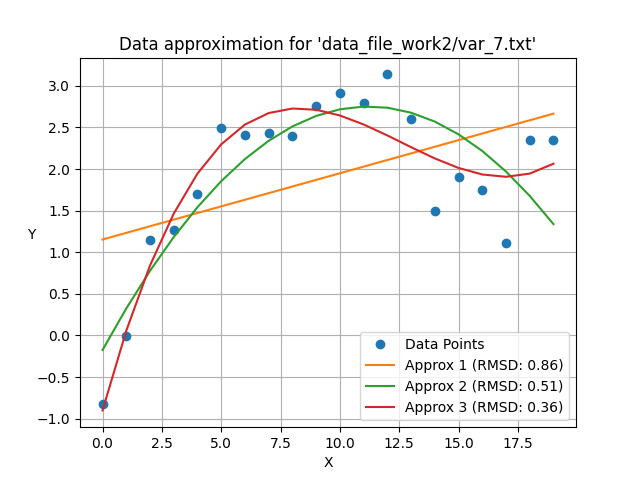 Data approximation for 'data_file_work2/var_7.txt'
3.0
2.5
2.0
1.5
Y
1.0
0.5
0.0
−0.5
−1.0
Data Points
Approx 1 (RMSD: 0.86)
Approx 2 (RMSD: 0.51)
Approx 3 (RMSD: 0.36)
0.0 2.5 5.0 7.5 10.0 12.5 15.0 17.5
X